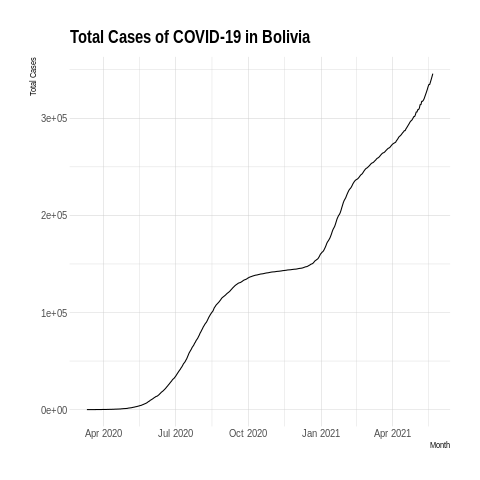 Total Cases of COVID-19 in Bolivia
Total Cases
3e+05
2e+05
1e+05
0e+00
Apr 2020 Jul 2020 Oct 2020 Jan 2021 Apr 2021
Month